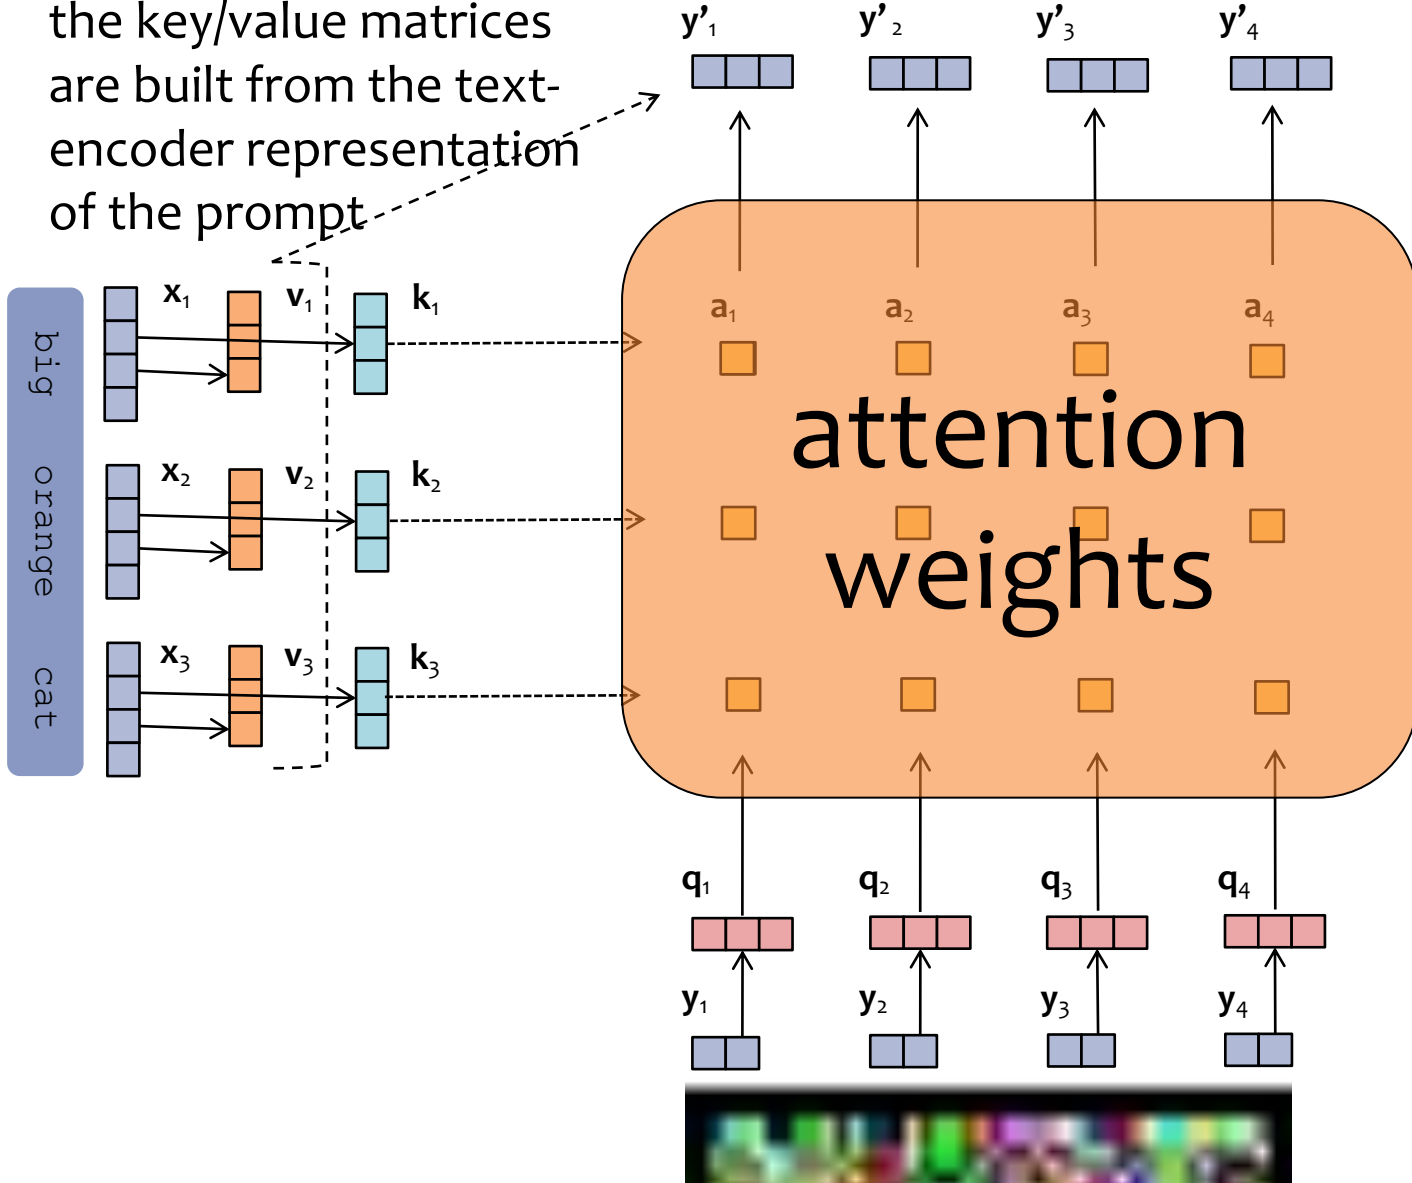 the key/value matrices
are built from the text-
encoder representation
of the prompt
y’1 y’2 y’3 y’4
big
x1 v1 k1
a1 a2 a3 a4
attention
orange
x2 v2 k2
weights
cat
x3 v3 k3
q1 q2 q3 q4
y1 y2 y3 y4